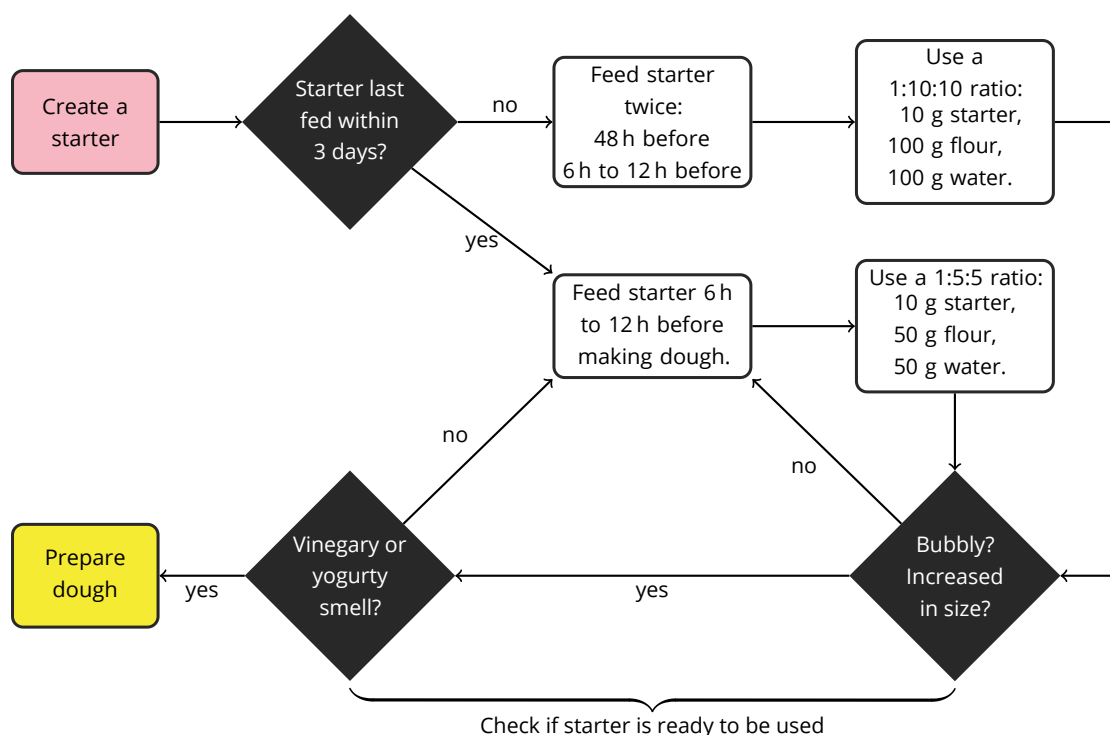 Create a
starter
Starter last
fed within
3 days?
no
yes
Feed starter
twice:
48 h before
6 h to 12 h before
Use a
1:10:10 ratio:
10 g starter,
100 g flour,
100 g water.
Feed starter 6 h
to 12 h before
making dough.
Use a 1:5:5 ratio:
10 g starter,
50 g flour,
50 g water.
no
no
Prepare
dough
yes
Vinegary or
yogurty
smell?
yes
Bubbly?
Increased
in size?
Check if starter is ready to be used